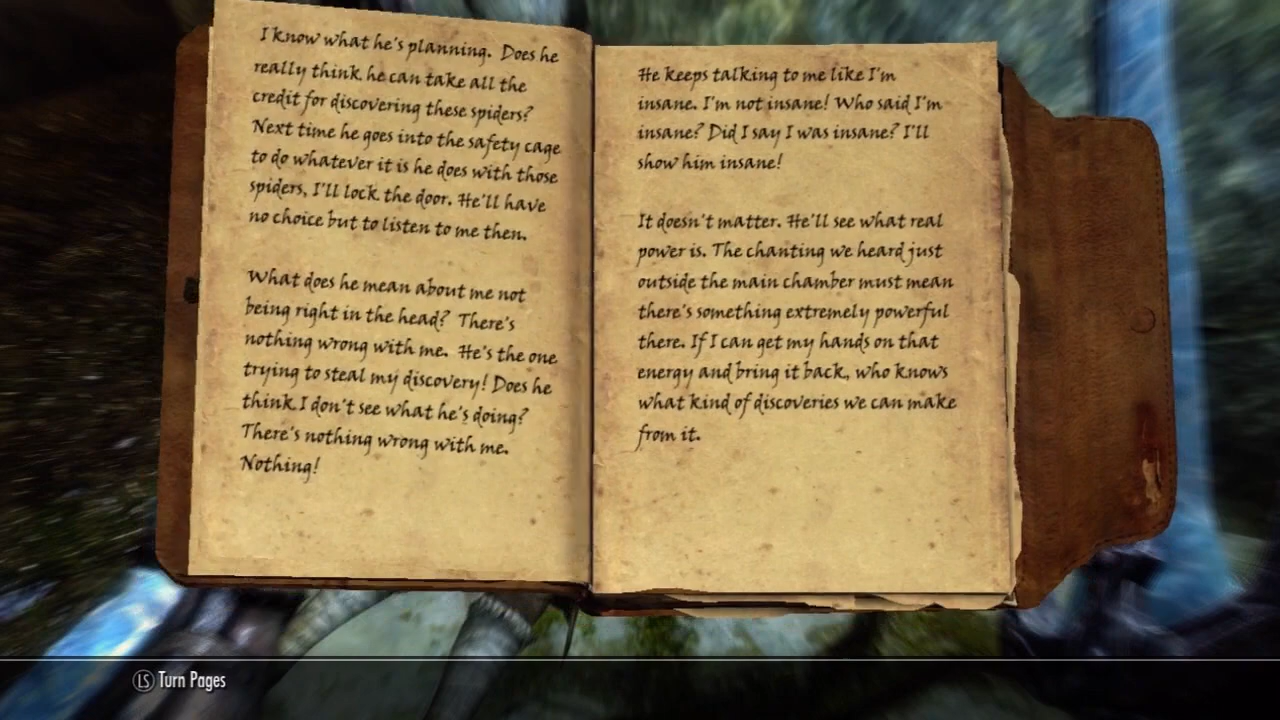 I know what he's planning. Does he
really think he can take all the
credit for discovering these spiders?
Next time he goes into the safety cage
to do whatever it is he does with those
spiders, I'll lock the door. He'll have
no choice but to listen to me then.
What does he mean about me not
being right in the head? There's
nothing wrong with me. He's the one
trying to steal my discovery! Does he
think I don't see what he's doing?
There's nothing wrong with me.
Nothing!
He keeps talking to me like I'm
insane. I'm not insane! Who said I'm
insane? Did I say I was insane? I'll
show him insane!
It doesn't matter. He'll see what real
power is. The chanting we heard just
outside the main chamber must mean
there's something extremely powerful
there. If I can get my hands on that
energy and bring it back, who knows
what kind of discoveries we can make
from it.
LS Turn Pages